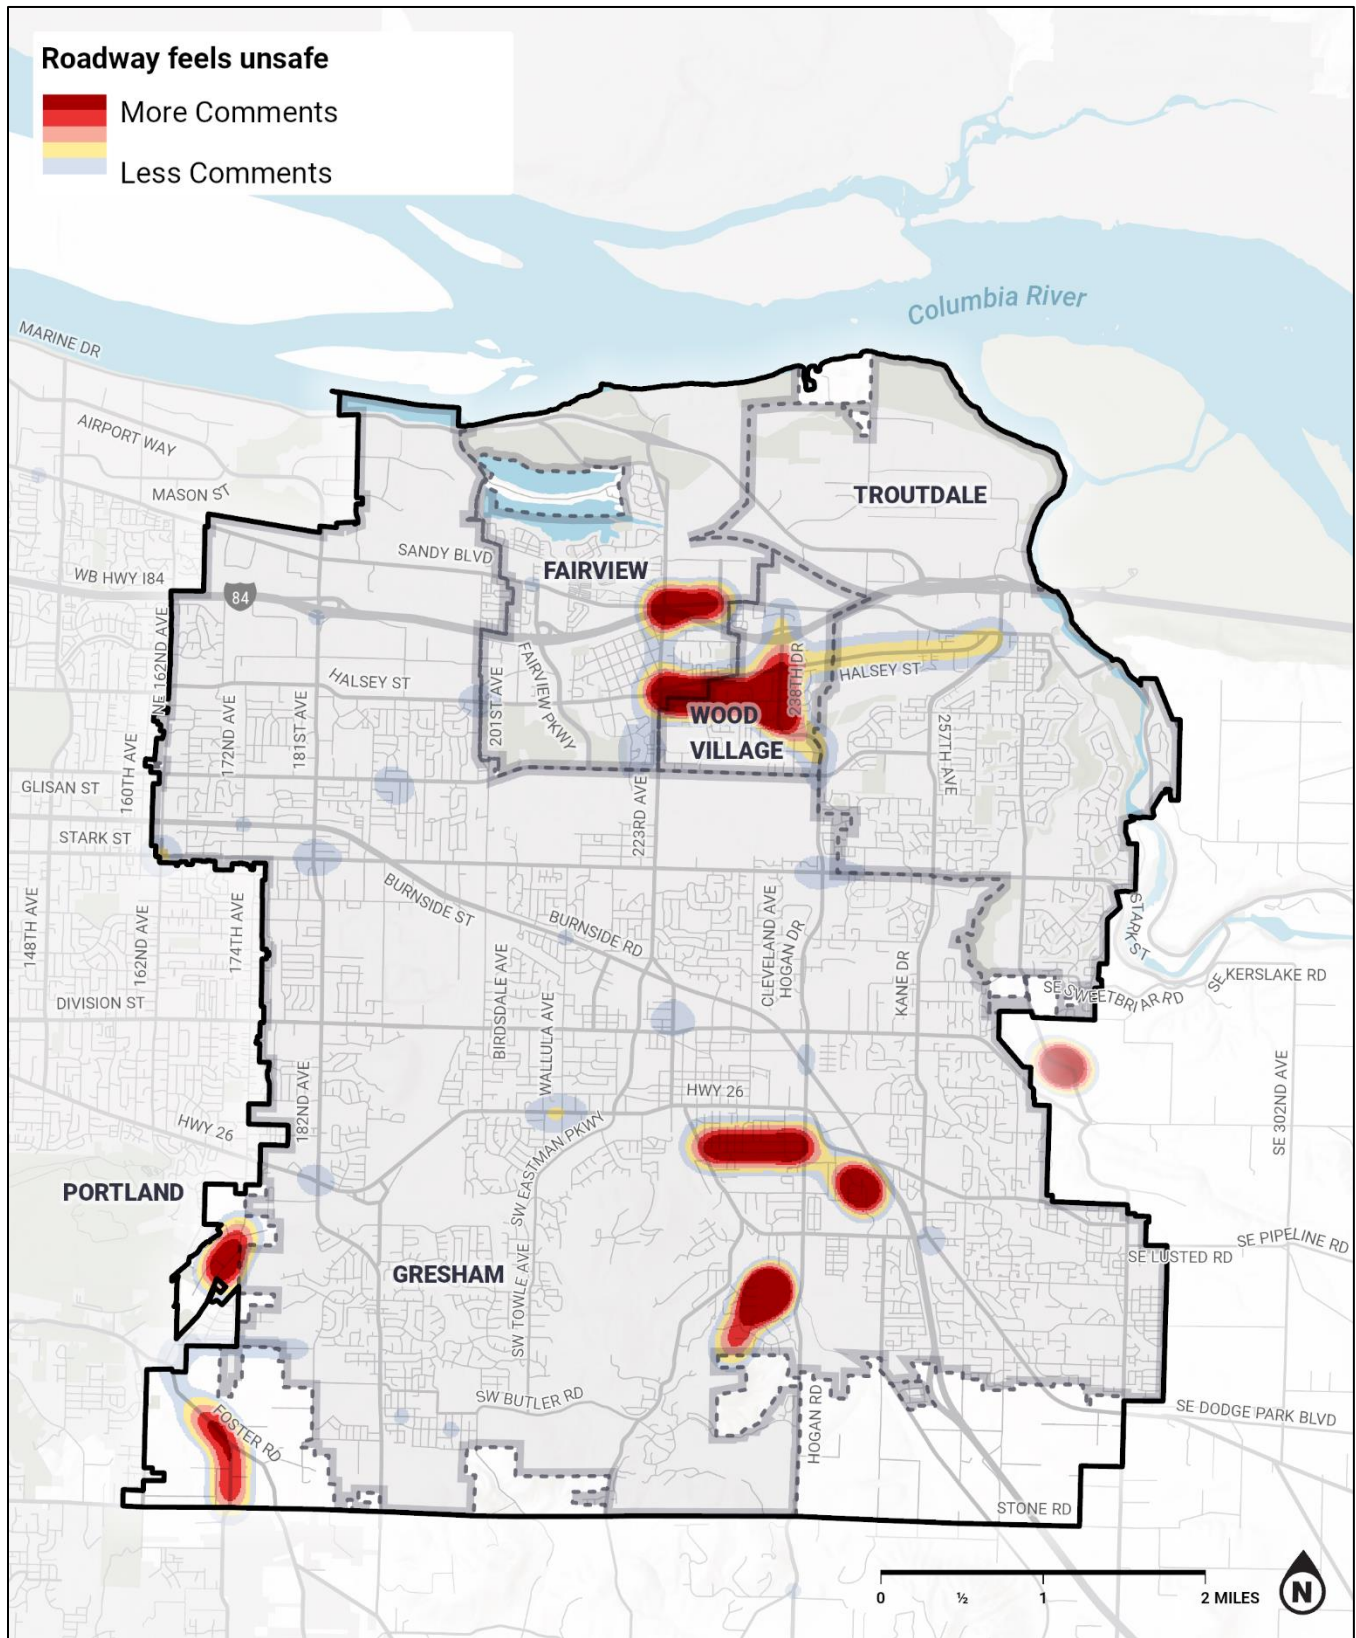 Roadway feels unsafe
More Comments
Less Comments
Columbia River
MARINE DR
AIRPORT WAY
MASON ST
TROUTDALE
SANDY BLVD
FAIRVIEW
WB HWY I84
84
NE 162ND AVE
HALSEY ST
FAIRVIEW PKWY
201ST AVE
238TH DR
HALSEY ST
172ND AVE
181ST AVE
WOOD
VILLAGE
257TH AVE
160TH AVE
GLISAN ST
223RD AVE
STARK ST
BURNSIDE ST
BURNSIDE RD
148TH AVE
162ND AVE
174TH AVE
CLEVELAND AVE
HOGAN DR
STARK ST
KANE DR
BIRDSDALE AVE
WALLULA AVE
SE KERSLAKE RD
SE SWEETBRIAR RD
DIVISION ST
182ND AVE
HWY 26
SE 302ND AVE
HWY 26
SW EASTMAN PKWY
PORTLAND
SE PIPELINE RD
SE LUSTED RD
GRESHAM
SW TOWLE AVE
SW BUTLER RD
HOGAN RD
SE DODGE PARK BLVD
FOSTER RD
STONE RD
0 ½ 1 2 MILES
N